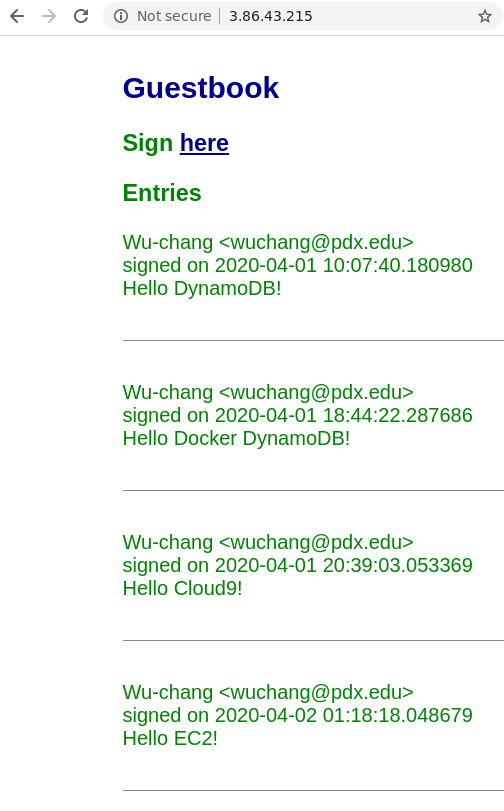 Not secure 3.86.43.215
Guestbook
Sign here
Entries
Wu-chang <wuchang@pdx.edu>
signed on 2020-04-01 10:07:40.180980
Hello DynamoDB!
Wu-chang <wuchang@pdx.edu>
signed on 2020-04-01 18:44:22.287686
Hello Docker DynamoDB!
Wu-chang <wuchang@pdx.edu>
signed on 2020-04-01 20:39:03.053369
Hello Cloud9!
Wu-chang <wuchang@pdx.edu>
signed on 2020-04-02 01:18:18.048679
Hello EC2!